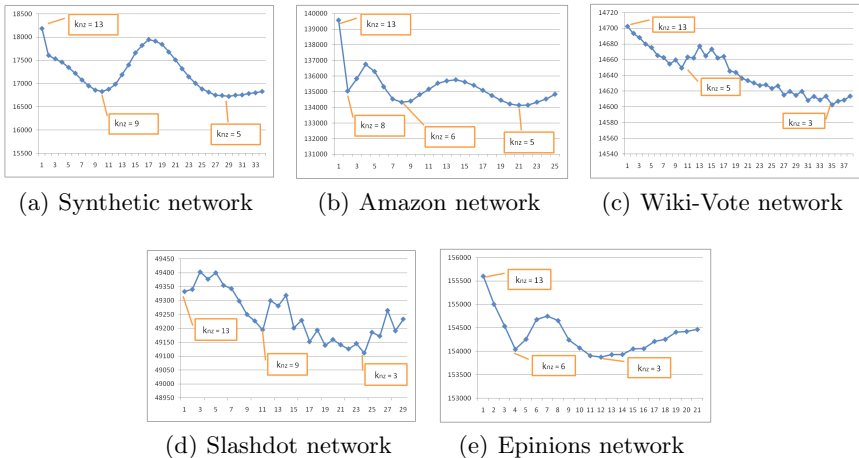 18500
18000
17500
17000
16500
16000
15500
1 3 5 7 9 11 13 15 17 19 21 23 25 27 29 31 33
knz = 13
knz = 9
knz = 5
(a) Synthetic network
140000
139000
138000
137000
136000
135000
134000
133000
132000
131000
1 3 5 7 9 11 13 15 17 19 21 23 25
knz = 13
knz = 8
knz = 6
knz = 5
(b) Amazon network
14720
14700
14680
14660
14640
14620
14600
14580
14560
14540
1 3 5 7 9 11 13 15 17 19 21 23 25 27 29 31 33 35 37
knz = 13
knz = 5
knz = 3
(c) Wiki-Vote network
49450
49400
49350
49300
49250
49200
49150
49100
49050
49000
48950
1 3 5 7 9 11 13 15 17 19 21 23 25 27 29
knz = 13
knz = 9
knz = 3
(d) Slashdot network
156000
155500
155000
154500
154000
153500
153000
1 2 3 4 5 6 7 8 9 10 11 12 13 14 15 16 17 18 19 20 21
knz = 13
knz = 6
knz = 3
(e) Epinions network